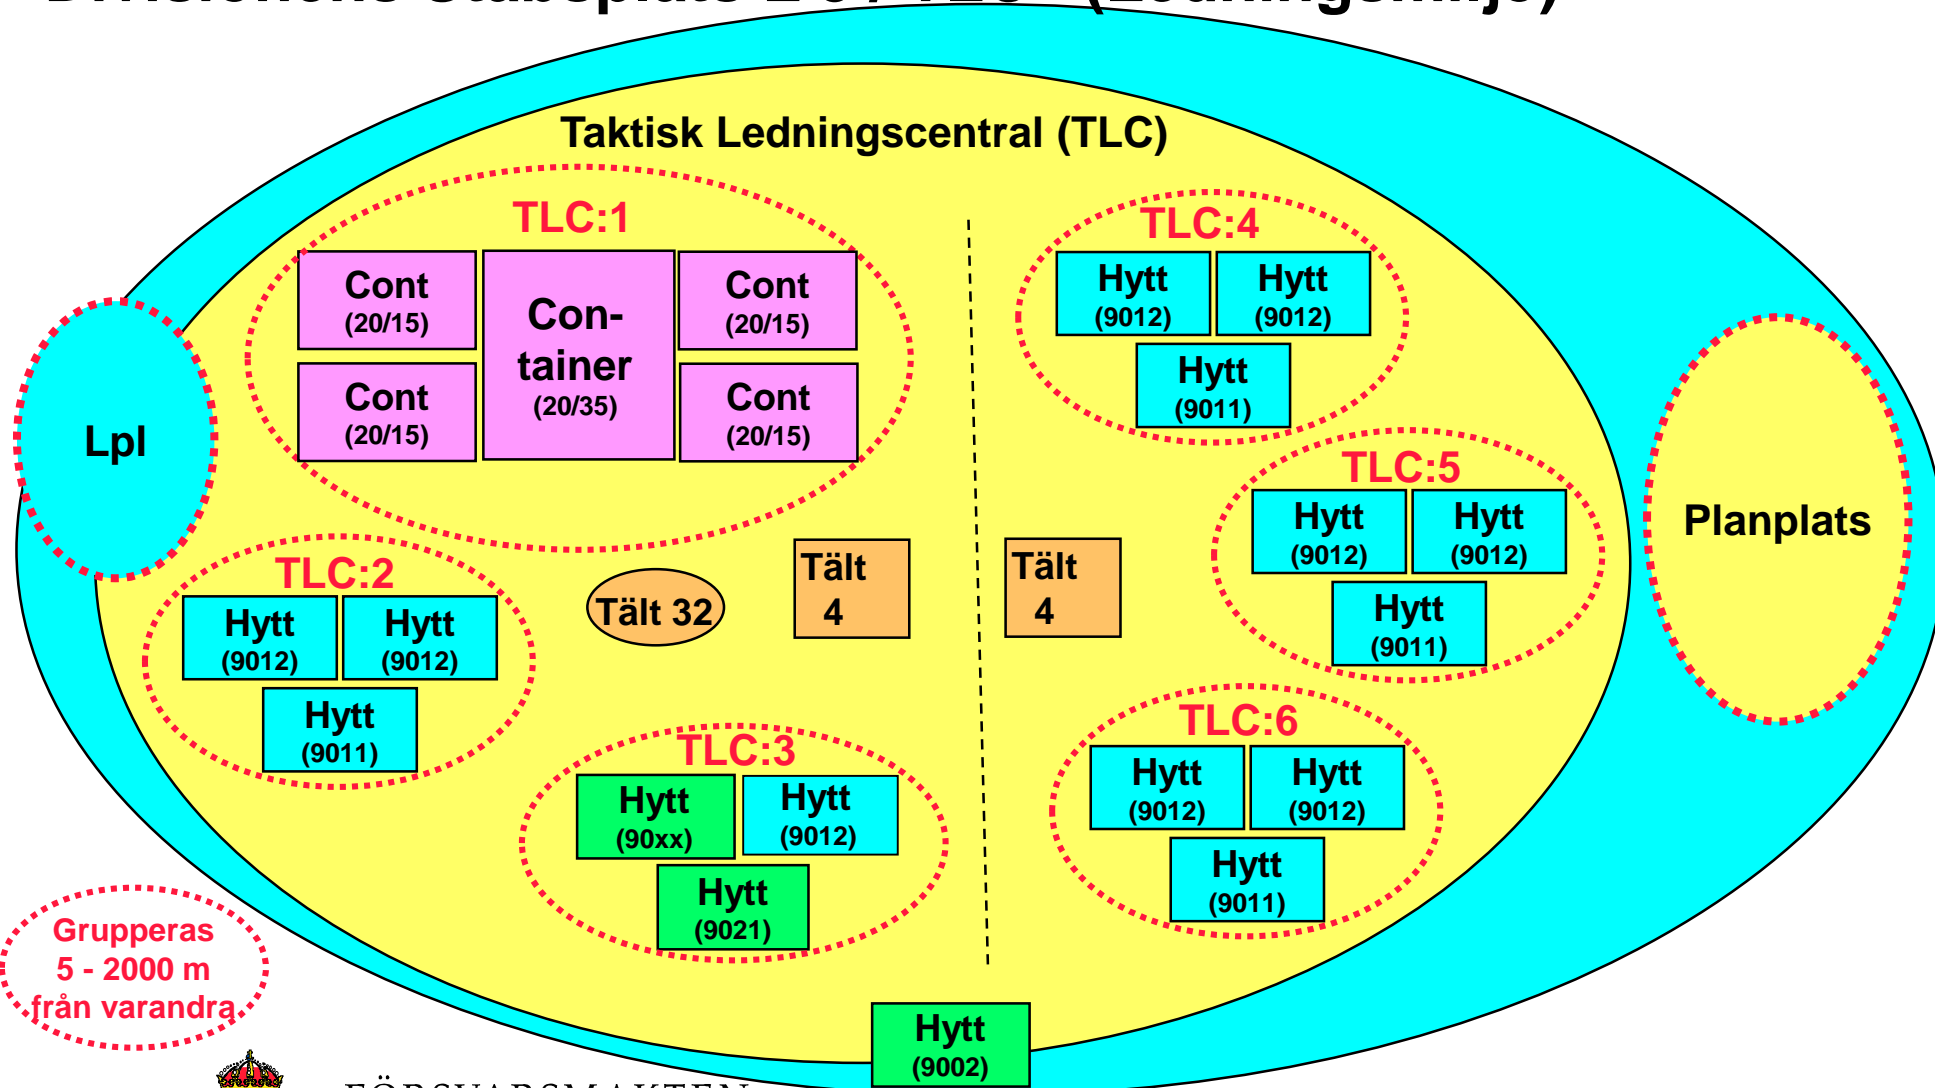 Taktisk Ledningscentral (TLC)
TLC:1
Cont
(20/15)
Con-
tainer
(20/35)
Cont
(20/15)
Cont
(20/15)
Cont
(20/15)
TLC:4
Hytt
(9012)
Hytt
(9012)
Hytt
(9011)
Lpl
TLC:5
Hytt
(9012)
Hytt
(9012)
Hytt
(9011)
Planplats
TLC:2
Hytt
(9012)
Hytt
(9012)
Hytt
(9011)
Tält 32
Tält
4
Tält
4
TLC:3
Hytt
(90xx)
Hytt
(9012)
Hytt
(9021)
TLC:6
Hytt
(9012)
Hytt
(9012)
Hytt
(9011)
Grupperas
5 - 2000 m
från varandra
Hytt
(9002)
FÖRSVARSMAKTEN